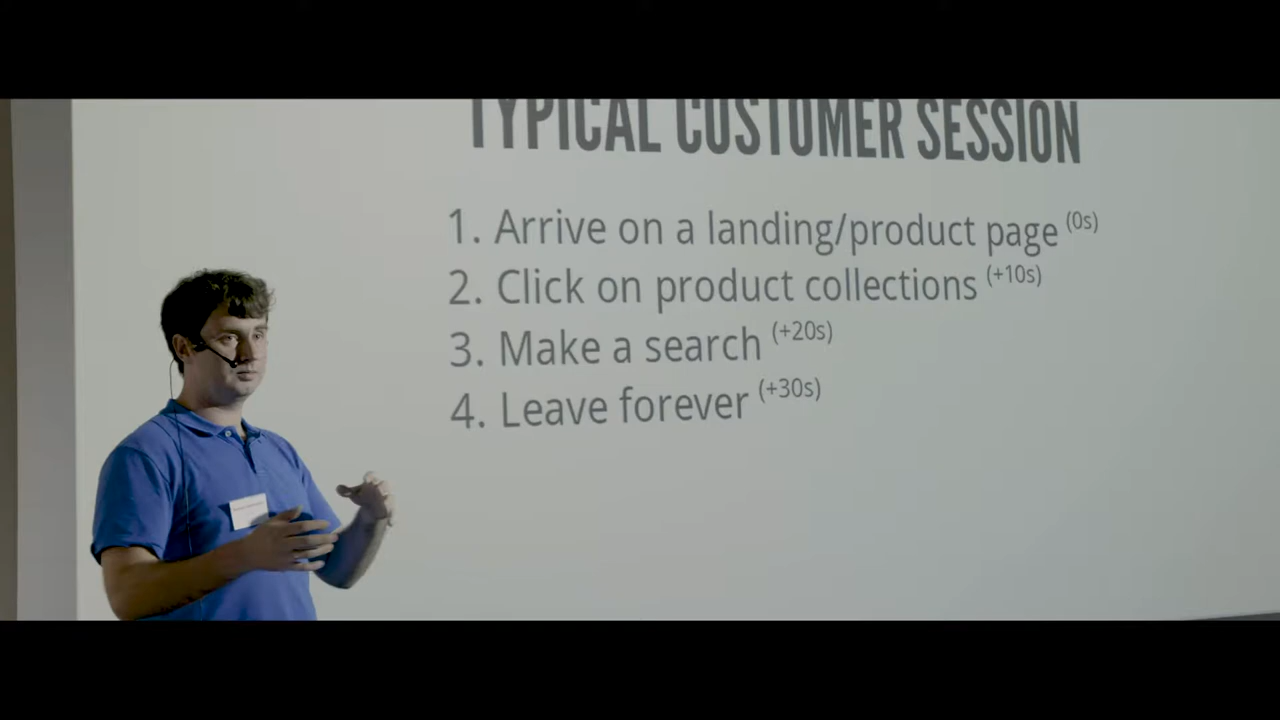 TYPICAL CUSTOMER SESSION
1. Arrive on a landing/product page (0s)
2. Click on product collections (+10s)
3. Make a search (+20s)
4. Leave forever (+30s)